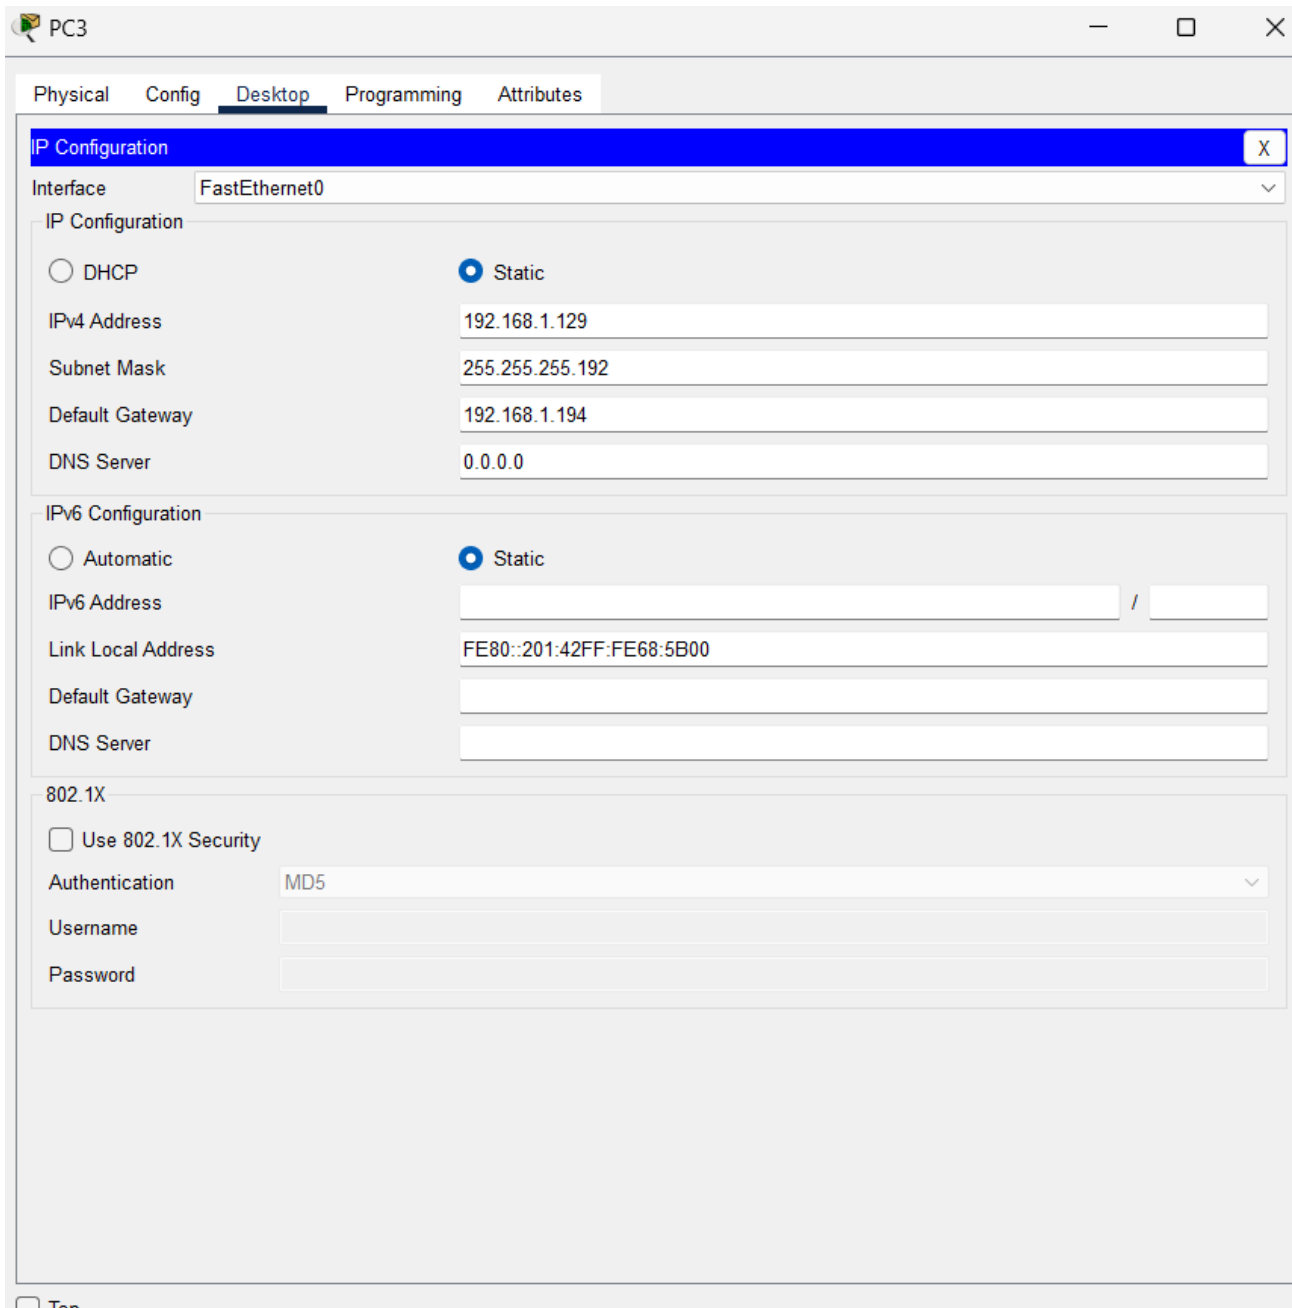 PC3
Physical Config Desktop Programming Attributes
IP Configuration X
Interface FastEthernet0
IP Configuration
DHCP Static
IPv4 Address 192.168.1.129
Subnet Mask 255.255.255.192
Default Gateway 192.168.1.194
DNS Server 0.0.0.0
IPv6 Configuration
Automatic Static
IPv6 Address /
Link Local Address FE80::201:42FF:FE68:5B00
Default Gateway
DNS Server
802.1X
Use 802.1X Security
Authentication MD5
Username
Password
Top